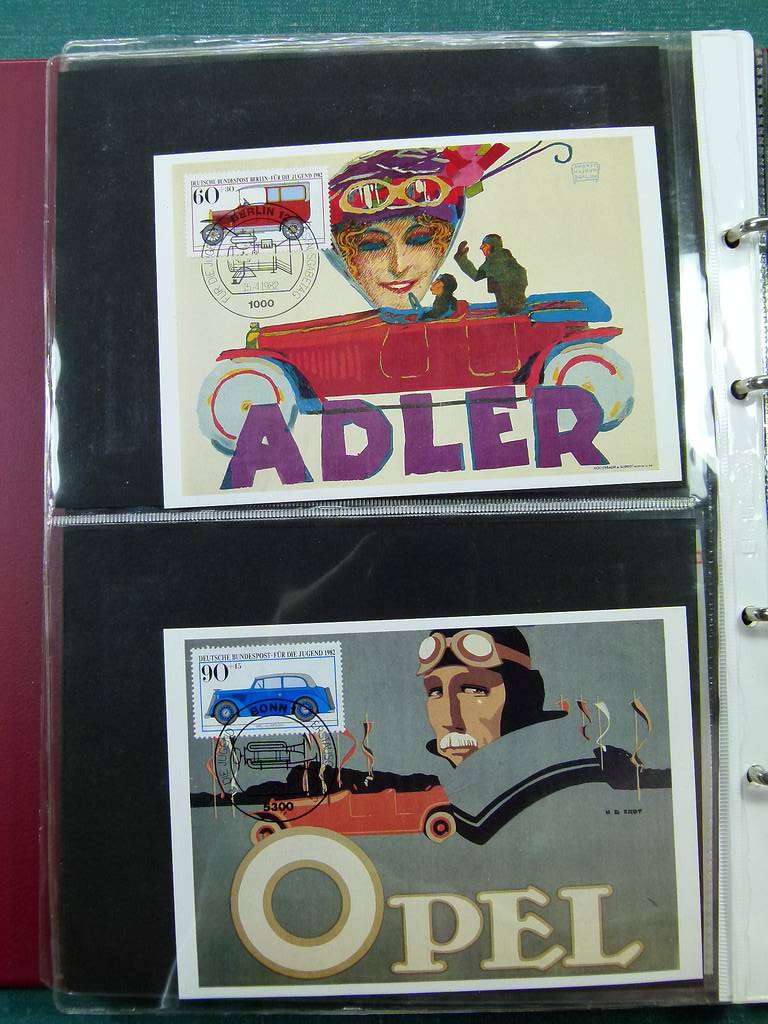 DEUTSCHE BUNDESPOST BERLIN · FÜR DIE JUGEND 1982
60 +30
BERLIN 12
15.4.1982
1000
ADLER
DEUTSCHE BUNDESPOST · FÜR DIE JUGEND 1982
90 +45
BONN
5300
OPEL